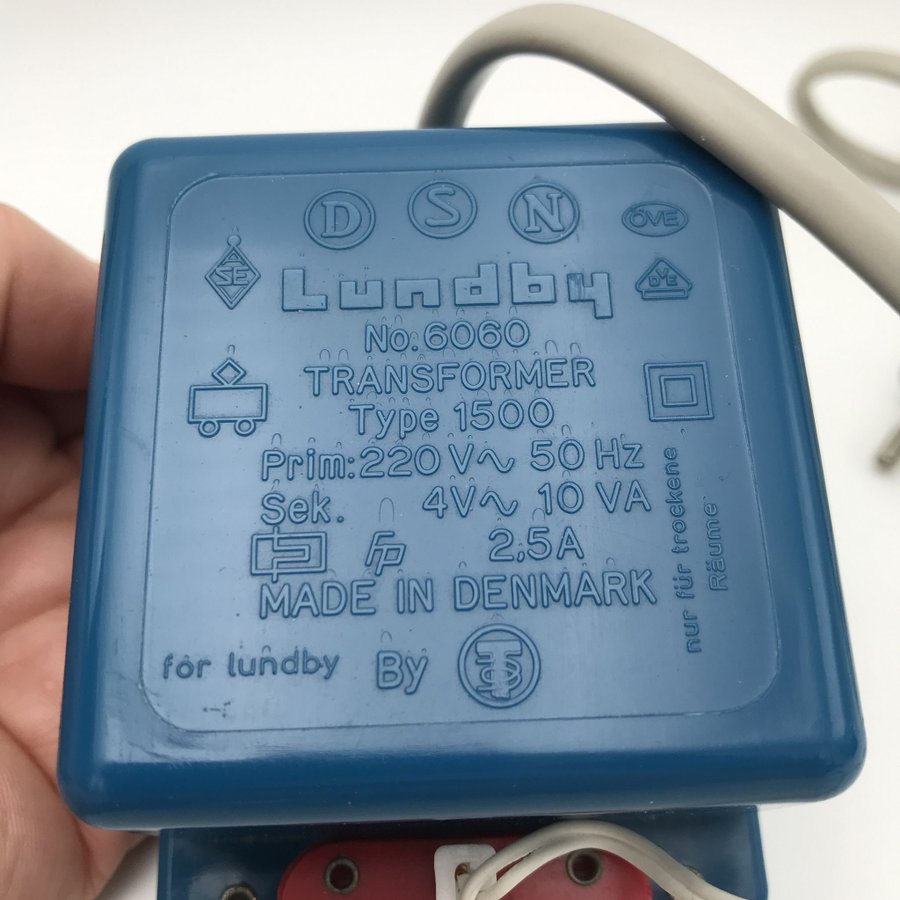 D S N
ÖVE
ASE
DVE
Lundby
No.6060
TRANSFORMER
Type 1500
Prim:220 V~ 50 Hz
Sek. 4V~ 10 VA
2,5A
MADE IN DENMARK
for lundby By
nur für trockene
Räume